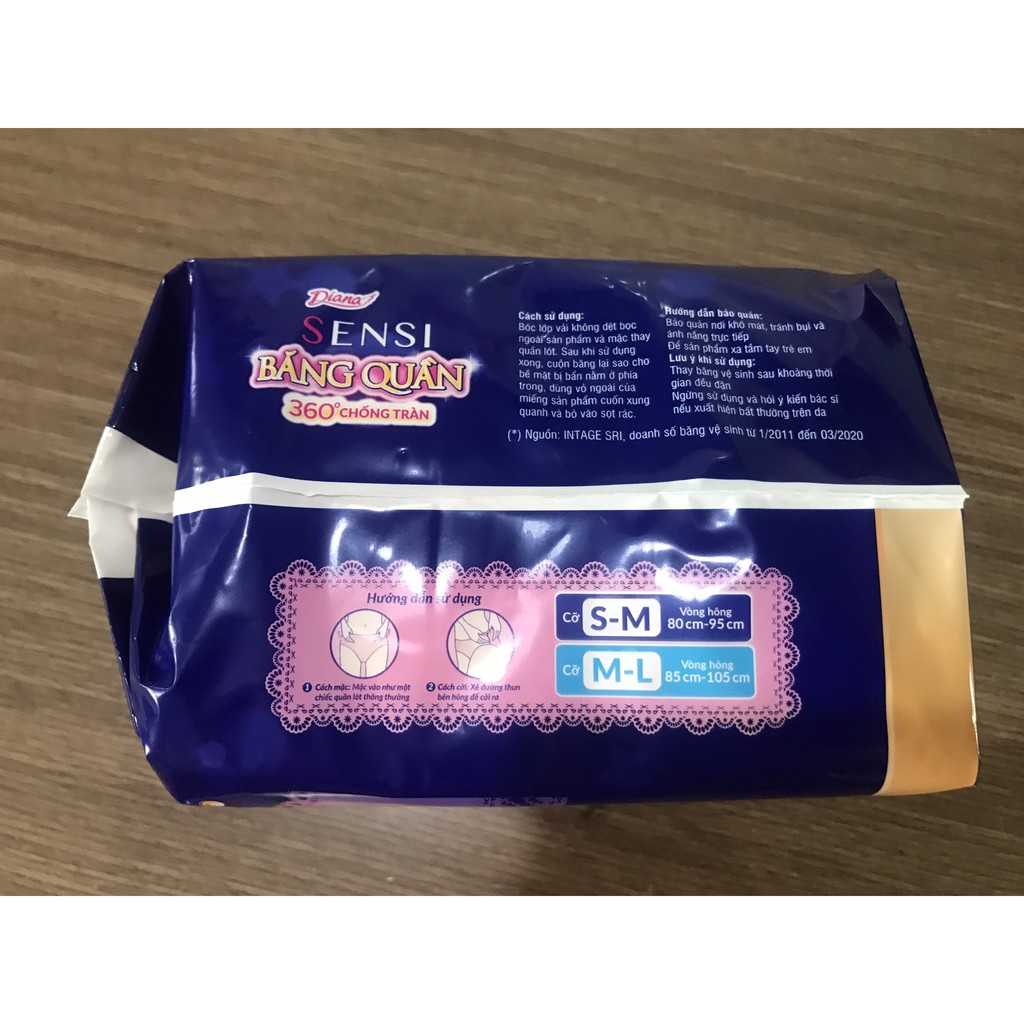 Diana
SENSI
BĂNG QUẦN
360° CHỐNG TRÀN
Cách sử dụng:
Bóc lớp vải không dệt bọc
ngoài sản phẩm và mặc thay
quần lót. Sau khi sử dụng
xong, cuộn băng lại sao cho
bề mặt bị bẩn nằm ở phía
trong, dùng vỏ ngoài của
miếng sản phẩm cuốn xung
quanh và bỏ vào sọt rác.
Hướng dẫn bảo quản:
Bảo quản nơi khô mát, tránh bụi và
ánh nắng trực tiếp
Để sản phẩm xa tầm tay trẻ em
Lưu ý khi sử dụng:
Thay băng vệ sinh sau khoảng thời
gian đều đặn
Ngừng sử dụng và hỏi ý kiến bác sĩ
nếu xuất hiện bất thường trên da
(*) Nguồn: INTAGE SRI, doanh số băng vệ sinh từ 1/2011 đến 03/2020
Hướng dẫn sử dụng
1 Cách mặc: Mặc vào như một
chiếc quần lót thông thường
2 Cách cởi: Xé đường thun
bên hông để cởi ra
Cỡ S-M Vòng hông
80 cm-95 cm
Cỡ M-L Vòng hông
85 cm-105 cm